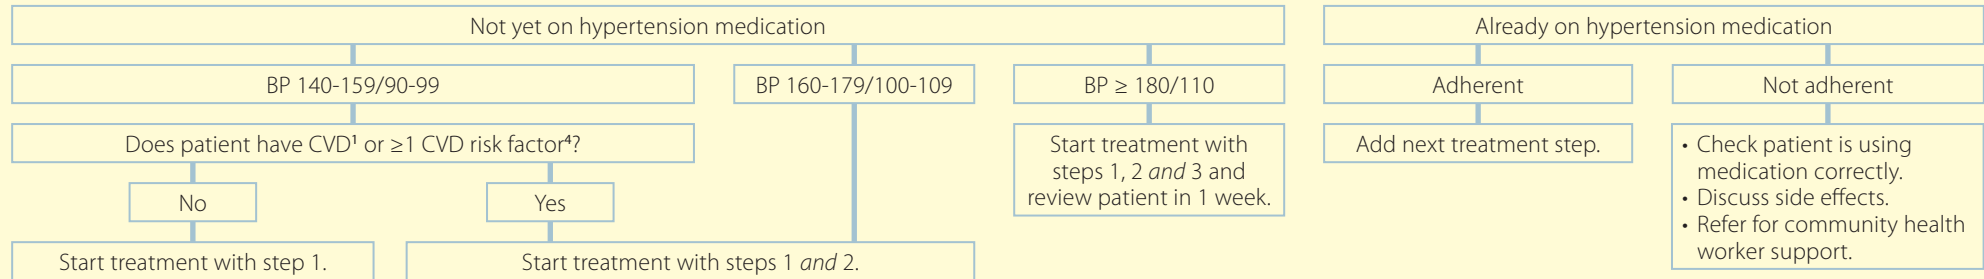 Not yet on hypertension medication
Already on hypertension medication
BP 140-159/90-99
BP 160-179/100-109
BP ≥ 180/110
Adherent
Not adherent
Does patient have CVD¹ or ≥1 CVD risk factor⁴?
No
Yes
Start treatment with step 1.
Start treatment with steps 1 and 2.
Start treatment with
steps 1, 2 and 3 and
review patient in 1 week.
Add next treatment step.
• Check patient is using
medication correctly.
• Discuss side effects.
• Refer for community health
worker support.